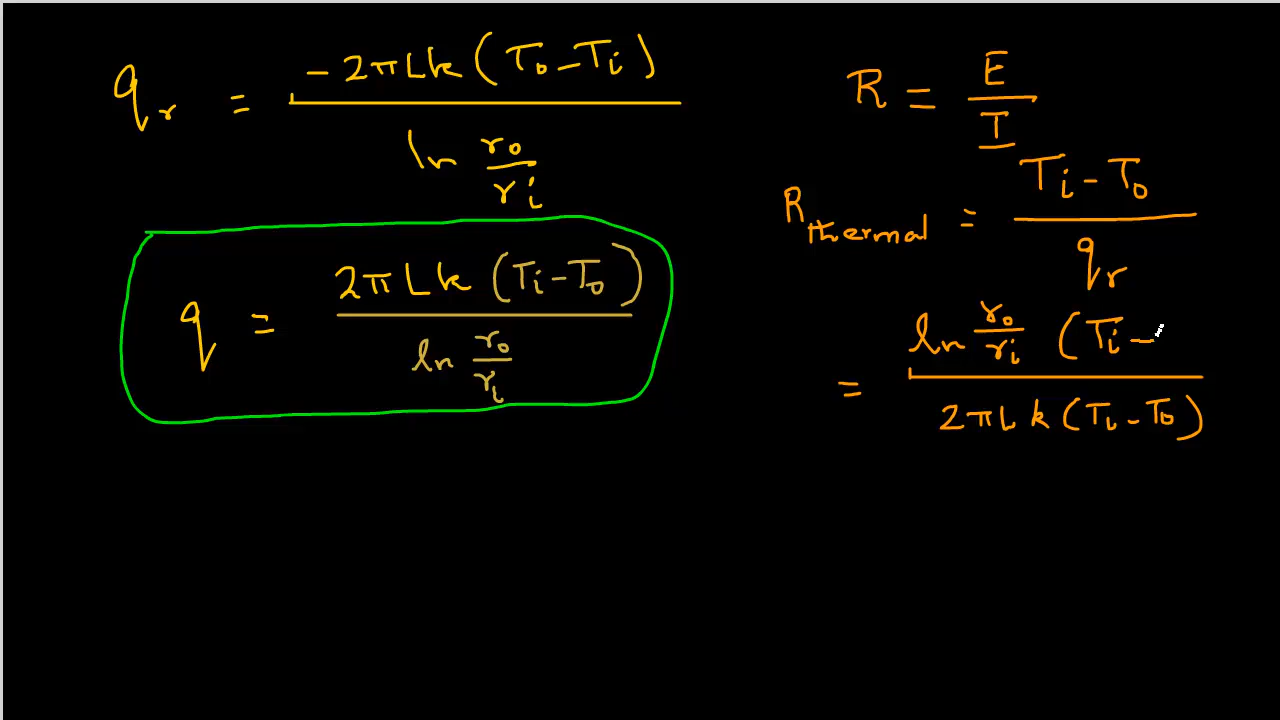 q_r = -2πLk(T_o-T_i) / ln r_o/r_i
q = 2πLk(T_i-T_o) / ln r_o/r_i
R = E / I
R_thermal = T_i-T_o / q_r
= ln r_o/r_i (T_i- / 2πLk(T_i-T_o)